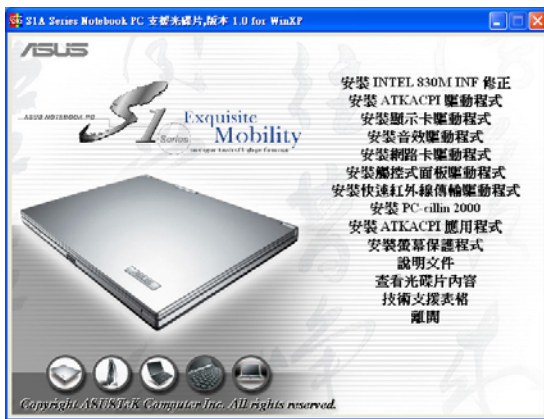 S1A Series Notebook PC 支援光碟片,版本 1.0 for WinXP
ASUS
安裝 INTEL 830M INF 修正
安裝 ATKACPI 驅動程式
安裝顯示卡驅動程式
安裝音效驅動程式
安裝網路卡驅動程式
安裝觸控式面板驅動程式
安裝快速紅外線傳輸驅動程式
安裝 PC-cillin 2000
安裝 ATKACPI 應用程式
安裝螢幕保護程式
說明文件
查看光碟片內容
技術支援表格
離開
ASUS NOTEBOOK PC
S1 Series
Exquisite
Mobility
Copyright ASUSTeK Computer Inc. All rights reserved.